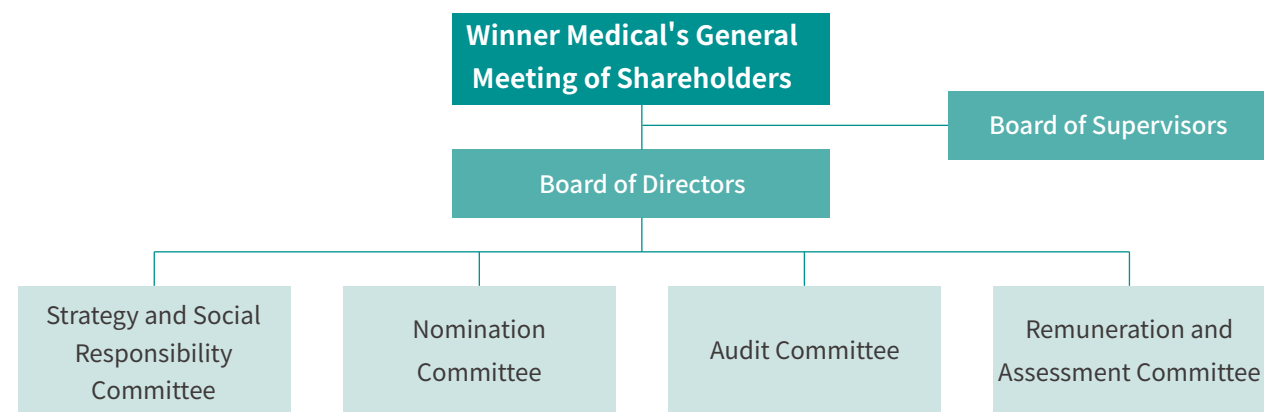 Winner Medical's General
Meeting of Shareholders
Board of Supervisors
Board of Directors
Strategy and Social
Responsibility
Committee
Nomination
Committee
Audit Committee
Remuneration and
Assessment Committee